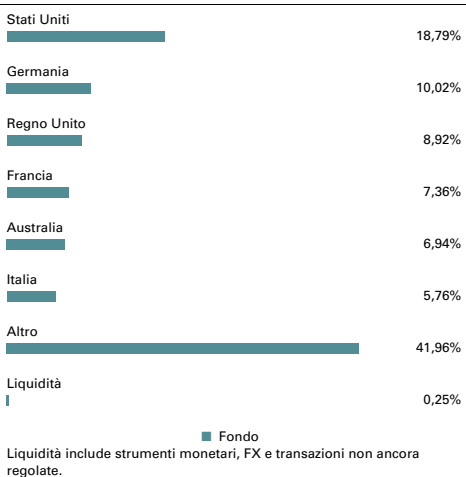 Stati Uniti
18,79%
Germania
10,02%
Regno Unito
8,92%
Francia
7,36%
Australia
6,94%
Italia
5,76%
Altro
41,96%
Liquidità
0,25%
Fondo
Liquidità include strumenti monetari, FX e transazioni non ancora
regolate.